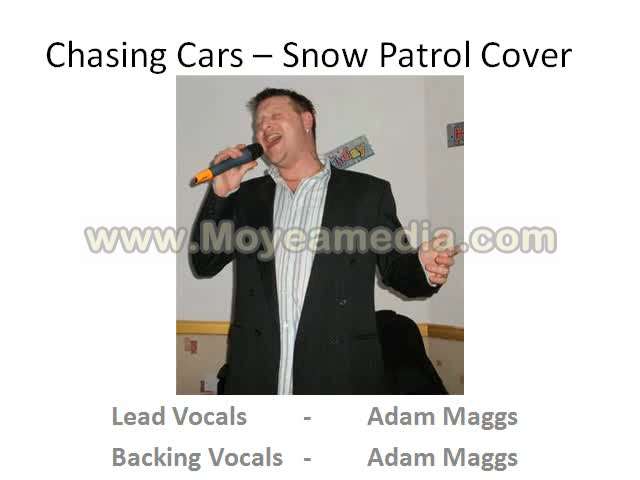 Chasing Cars – Snow Patrol Cover
www.Moyeamedia.com
Lead Vocals - Adam Maggs
Backing Vocals - Adam Maggs